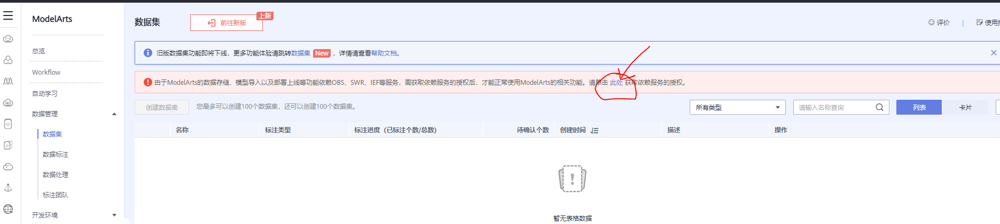 ModelArts
总览
Workflow
自动学习
数据管理
数据集
数据标注
数据处理
标注团队
开发环境
数据集
前往新版
上新
评价
旧版数据集功能即将下线，更多功能体验请跳转数据集 New ，详情请查看帮助文档。
由于ModelArts的数据存储、模型导入以及部署上线等功能依赖OBS、SWR、IEF等服务，需获取依赖服务的授权后，才能正常使用ModelArts的相关功能。请单击 此处 获取依赖服务的授权。
创建数据集 您最多可以创建100个数据集，还可以创建100个数据集。
所有类型 请输入名称查询 列表 卡片
名称 标注类型 标注进度（已标注个数/总数） 待确认个数 创建时间 描述 操作
暂无表格数据